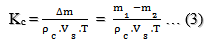 Kc = Δm / ρc.Vs.T = m1 − m2 / ρc.Vs.T … (3)